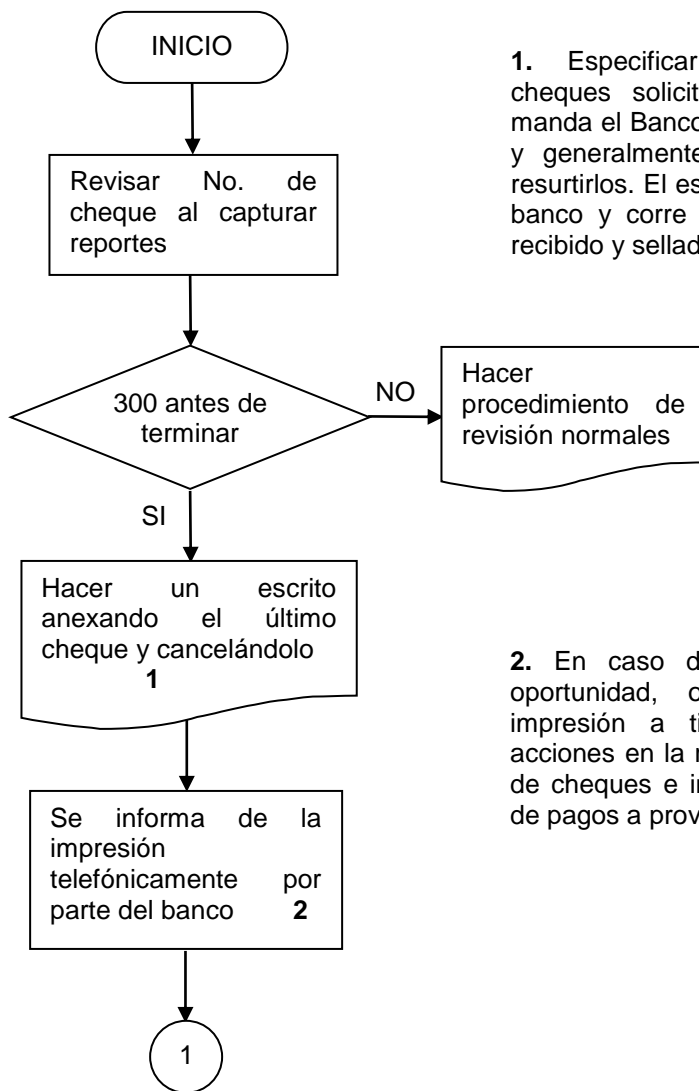 INICIO
Revisar No. de
cheque al capturar
reportes
300 antes de
terminar
NO
Hacer
procedimiento de
revisión normales
SI
Hacer un escrito
anexando el último
cheque y cancelándolo
1
Se informa de la
impresión
telefónicamente por
parte del banco 2
1
1. Especificar
cheques solicit
manda el Banco
y generalmente
resurtirlos. El es
banco y corre
recibido y sellad
2. En caso d
oportunidad, o
impresión a ti
acciones en la
de cheques e i
de pagos a prov